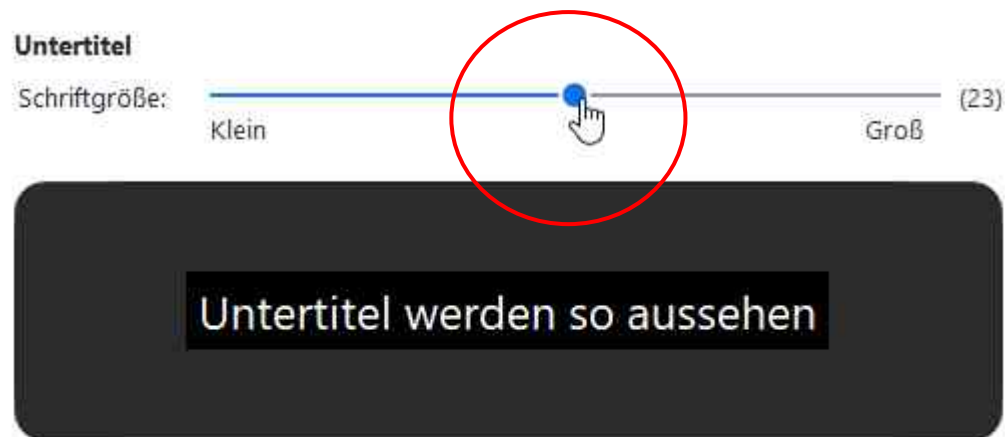 Untertitel
Schriftgröße: (23)
Klein Groß
Untertitel werden so aussehen